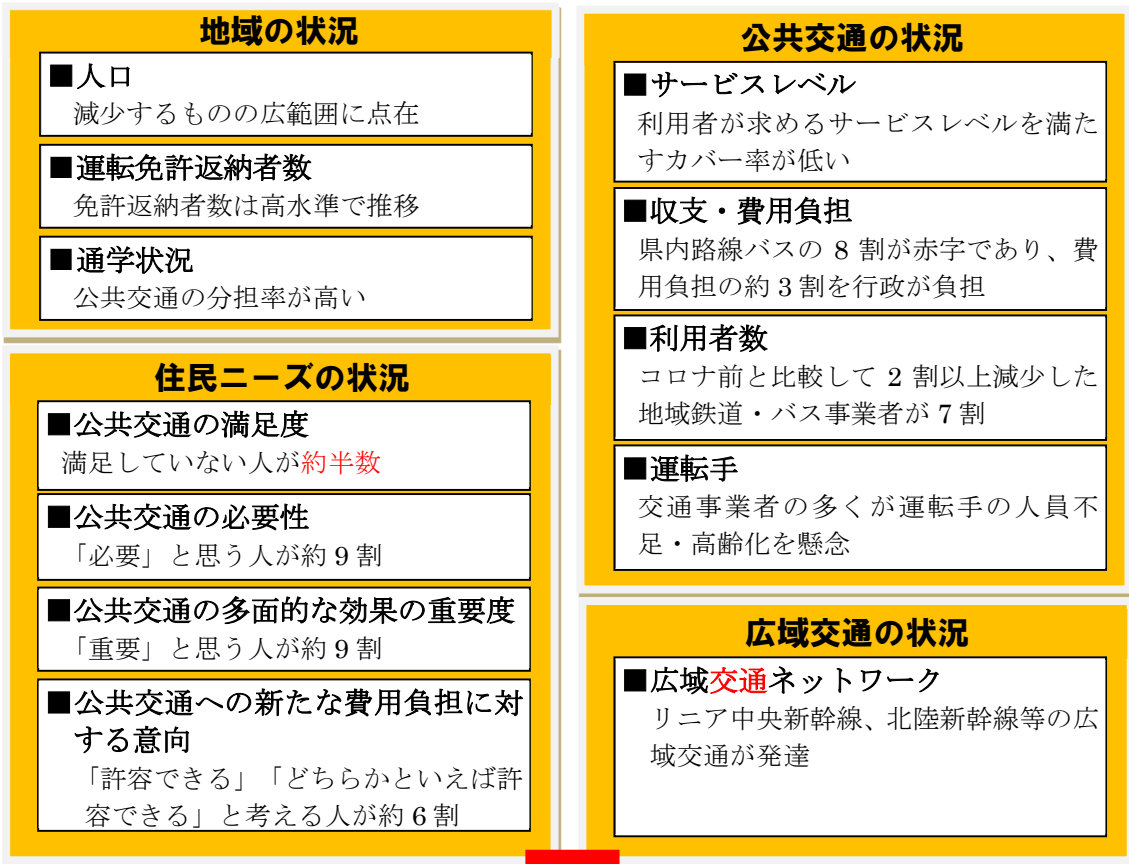 地域の状況
■人口
減少するものの広範囲に点在
■運転免許返納者数
免許返納者数は高水準で推移
■通学状況
公共交通の分担率が高い
住民ニーズの状況
■公共交通の満足度
満足していない人が約半数
■公共交通の必要性
「必要」と思う人が約 9 割
■公共交通の多面的な効果の重要度
「重要」と思う人が約 9 割
■公共交通への新たな費用負担に対
する意向
「許容できる」「どちらかといえば許
容できる」と考える人が約 6 割
公共交通の状況
■サービスレベル
利用者が求めるサービスレベルを満た
すカバー率が低い
■収支・費用負担
県内路線バスの 8 割が赤字であり、費
用負担の約 3 割を行政が負担
■利用者数
コロナ前と比較して 2 割以上減少した
地域鉄道・バス事業者が 7 割
■運転手
交通事業者の多くが運転手の人員不
足・高齢化を懸念
広域交通の状況
■広域交通ネットワーク
リニア中央新幹線、北陸新幹線等の広
域交通が発達